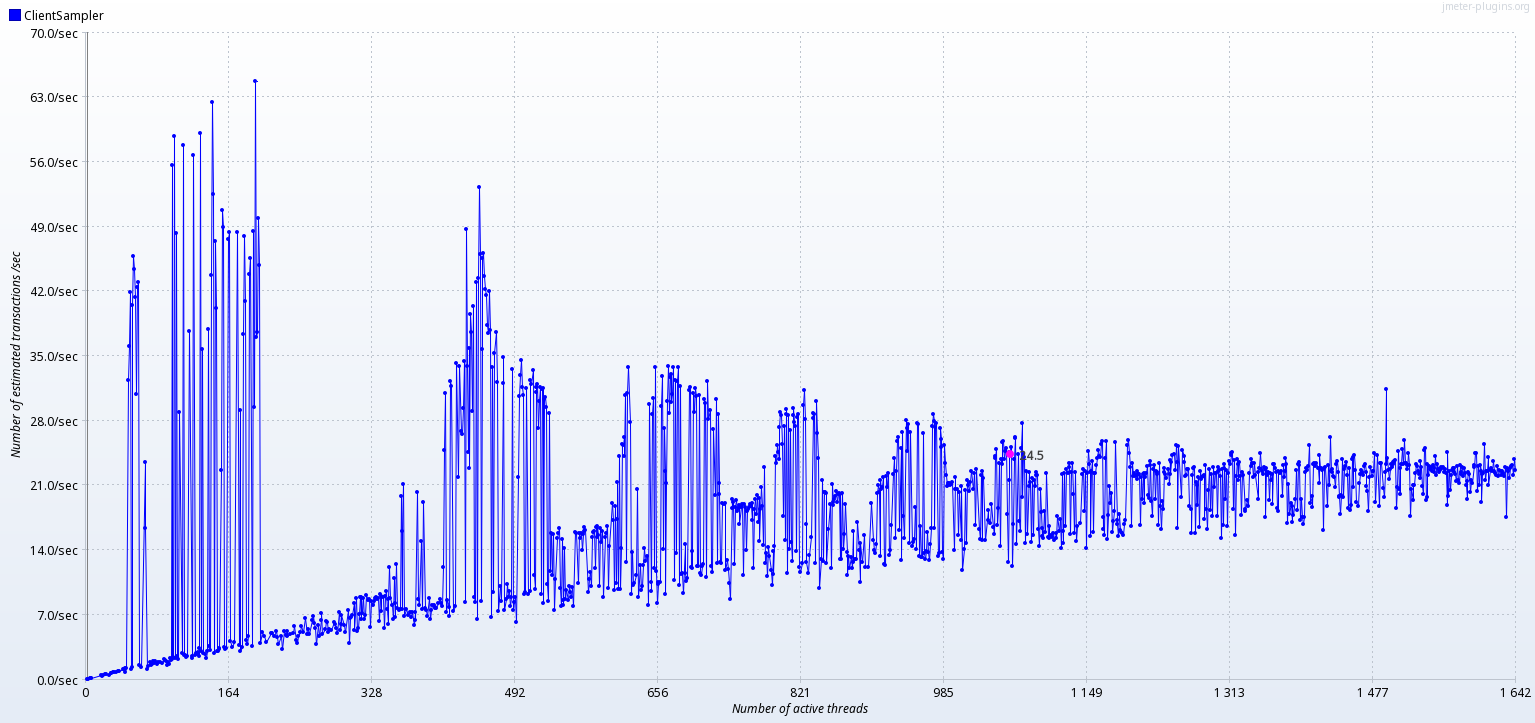 ClientSampler
jmeter-plugins.org
70.0/sec
63.0/sec
56.0/sec
49.0/sec
42.0/sec
35.0/sec
28.0/sec
21.0/sec
14.0/sec
7.0/sec
0.0/sec
Number of estimated transactions /sec
0
164
328
492
656
821
985
1 149
1 313
1 477
1 642
Number of active threads